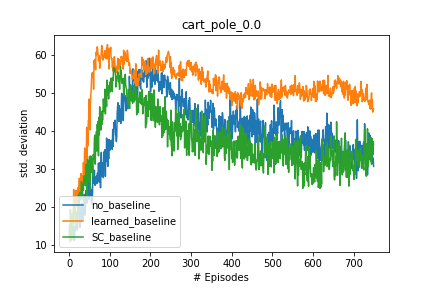 cart_pole_0.0
60
50
40
30
20
10
std. deviation
no_baseline_
learned_baseline
SC_baseline
0 100 200 300 400 500 600 700
# Episodes